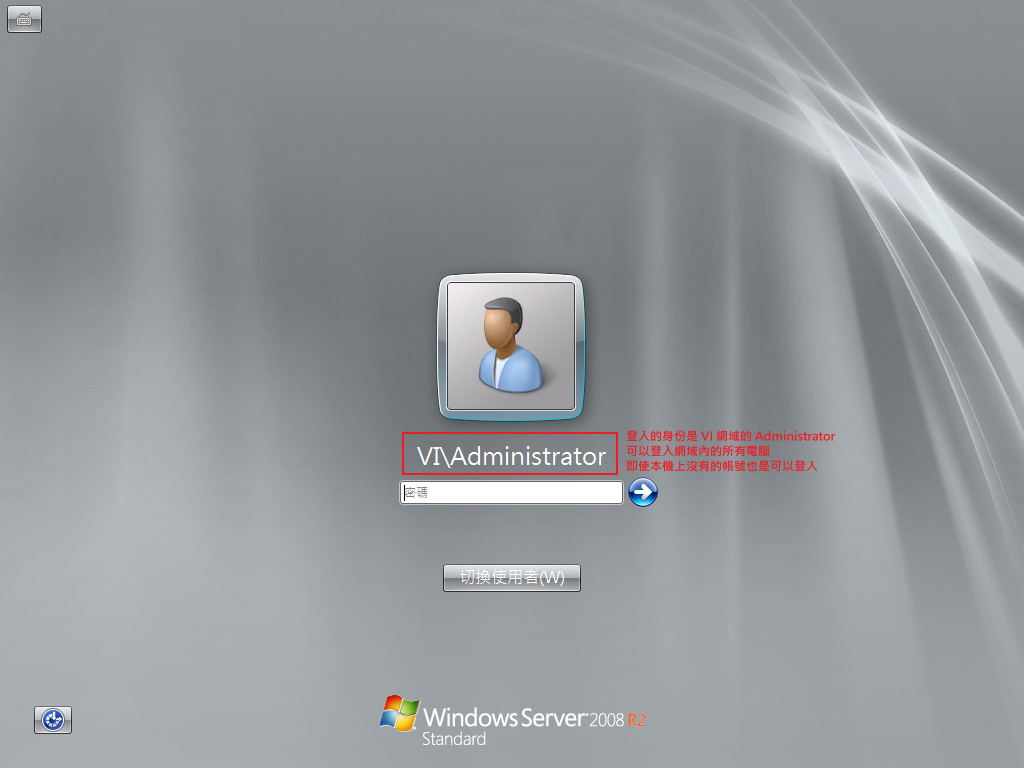 VI\Administrator
登入的身份是 VI 網域的 Administrator
可以登入網域內的所有電腦
即使本機上沒有的帳號也是可以登入
密碼
切換使用者(W)
Windows Server 2008 R2
Standard